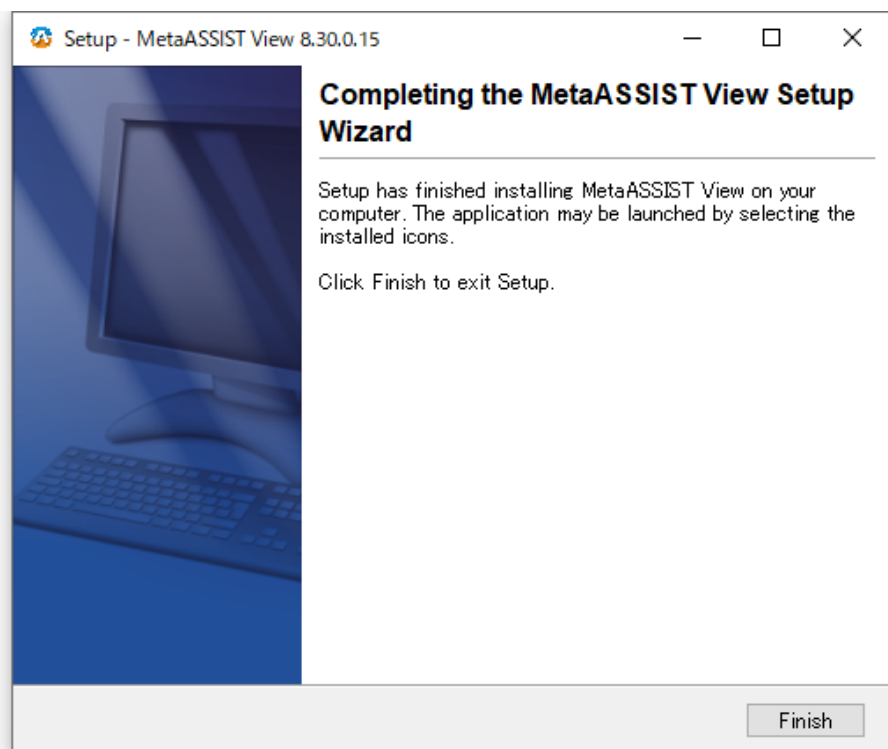 Setup - MetaASSIST View 8.30.0.15
Completing the MetaASSIST View Setup
Wizard
Setup has finished installing MetaASSIST View on your
computer. The application may be launched by selecting the
installed icons.
Click Finish to exit Setup.
Finish